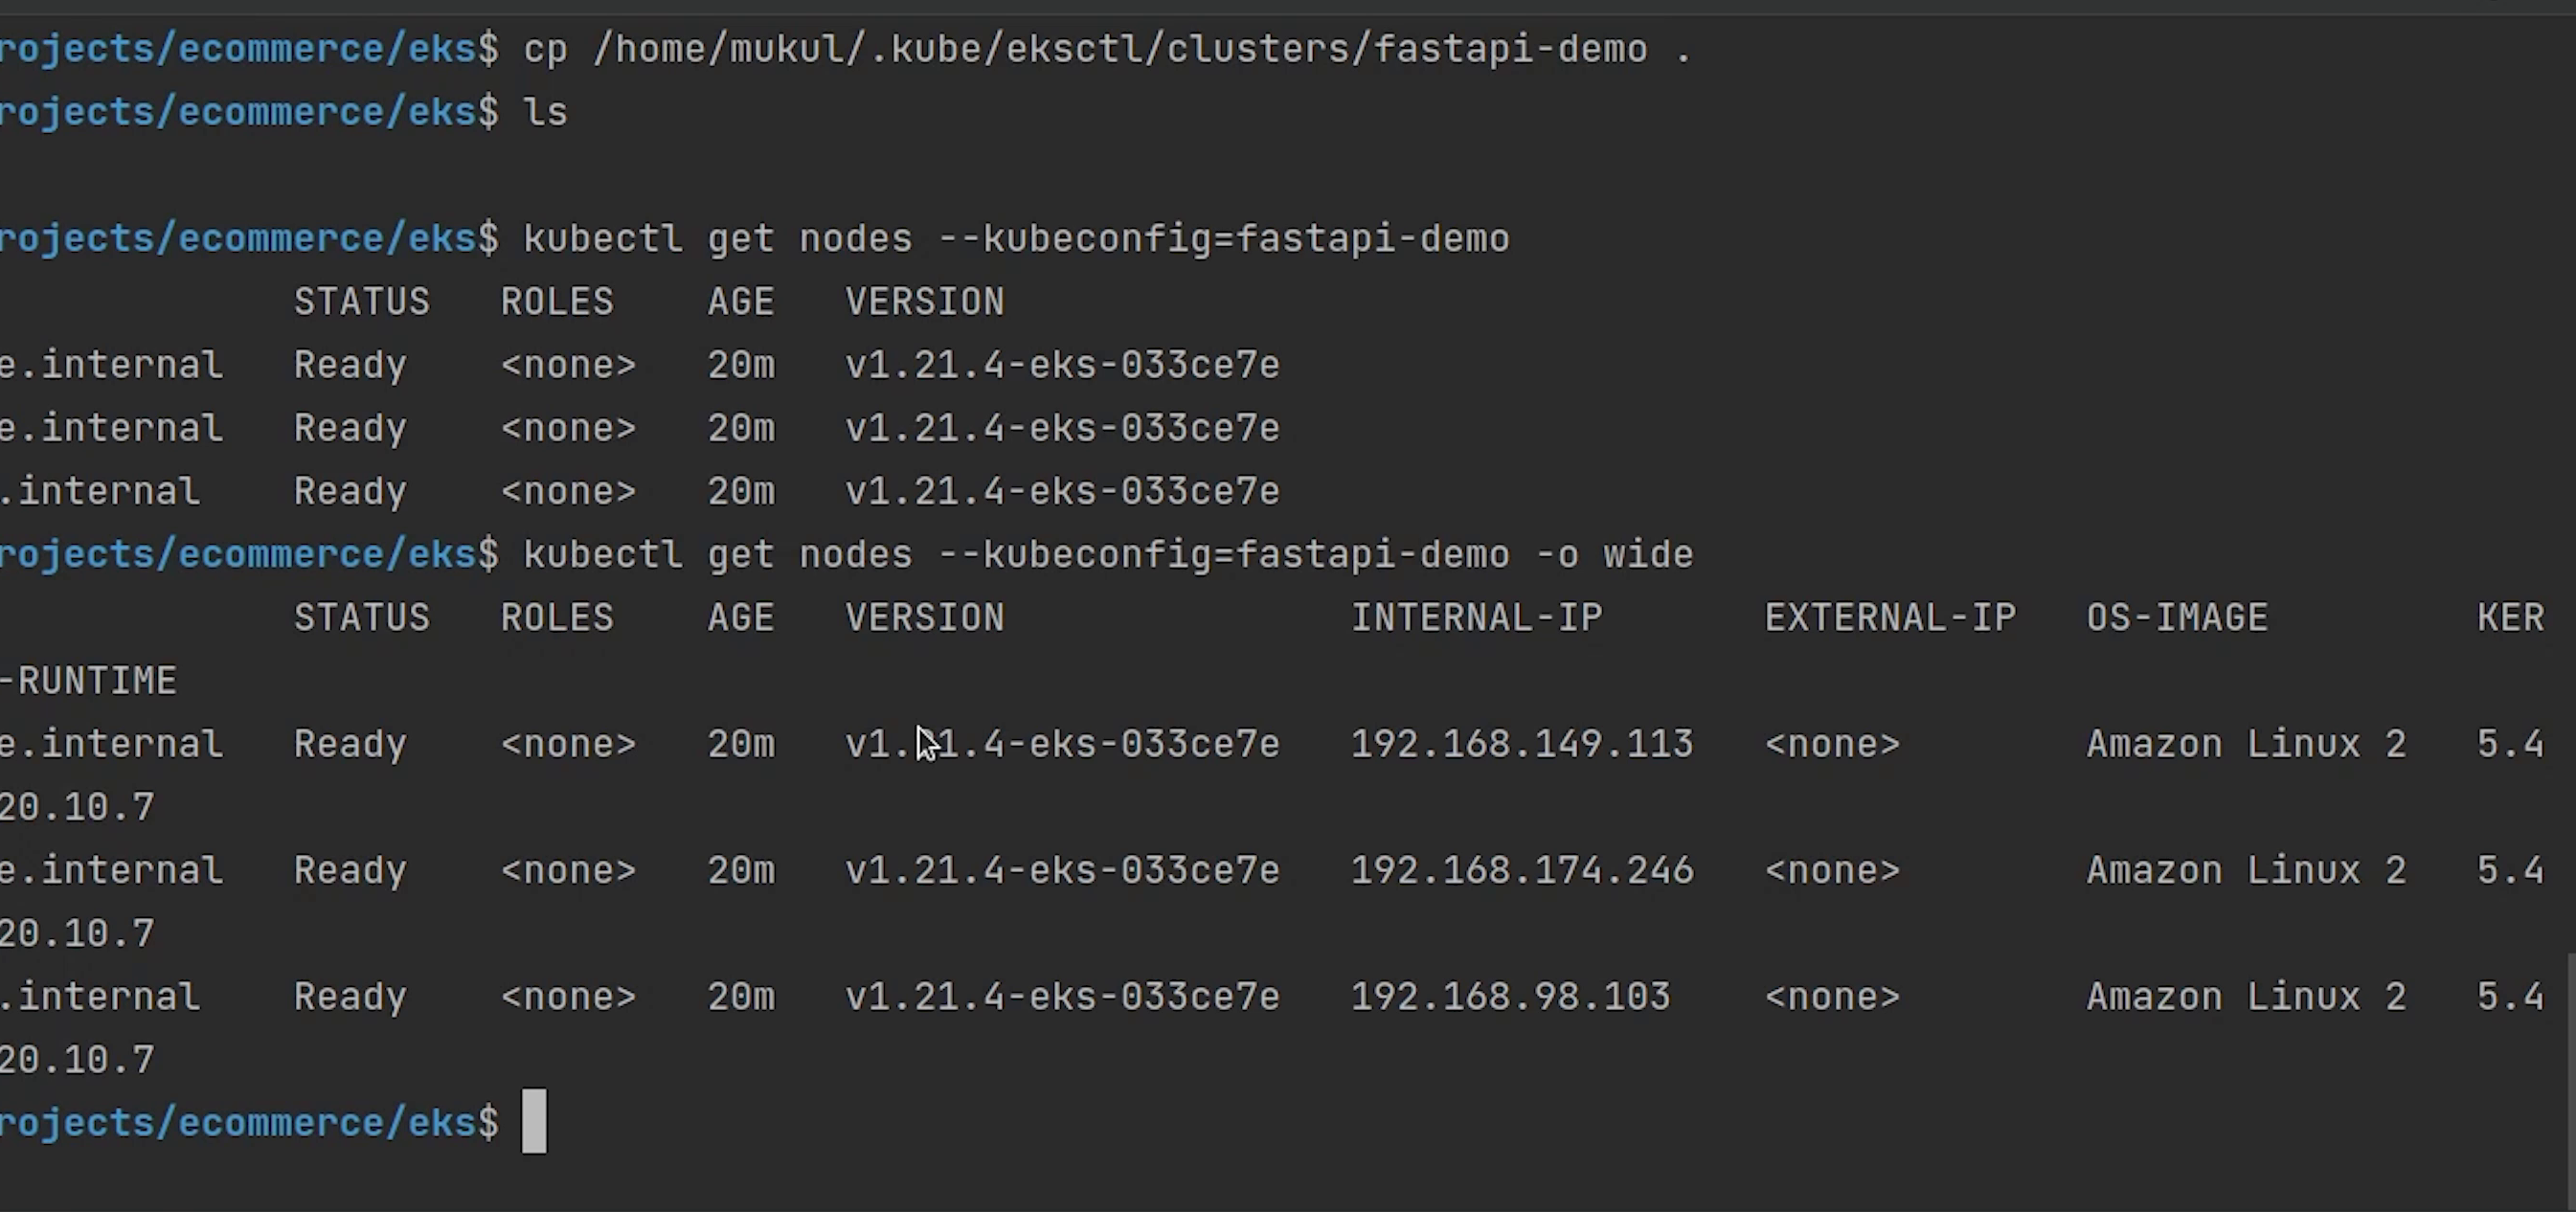 rojects/ecommerce/eks$ cp /home/mukul/.kube/eksctl/clusters/fastapi-demo .
rojects/ecommerce/eks$ ls
rojects/ecommerce/eks$ kubectl get nodes --kubeconfig=fastapi-demo
STATUS ROLES AGE VERSION
e.internal Ready <none> 20m v1.21.4-eks-033ce7e
e.internal Ready <none> 20m v1.21.4-eks-033ce7e
.internal Ready <none> 20m v1.21.4-eks-033ce7e
rojects/ecommerce/eks$ kubectl get nodes --kubeconfig=fastapi-demo -o wide
STATUS ROLES AGE VERSION INTERNAL-IP EXTERNAL-IP OS-IMAGE KER
-RUNTIME
e.internal Ready <none> 20m v1.21.4-eks-033ce7e 192.168.149.113 <none> Amazon Linux 2 5.4
20.10.7
e.internal Ready <none> 20m v1.21.4-eks-033ce7e 192.168.174.246 <none> Amazon Linux 2 5.4
20.10.7
.internal Ready <none> 20m v1.21.4-eks-033ce7e 192.168.98.103 <none> Amazon Linux 2 5.4
20.10.7
rojects/ecommerce/eks$